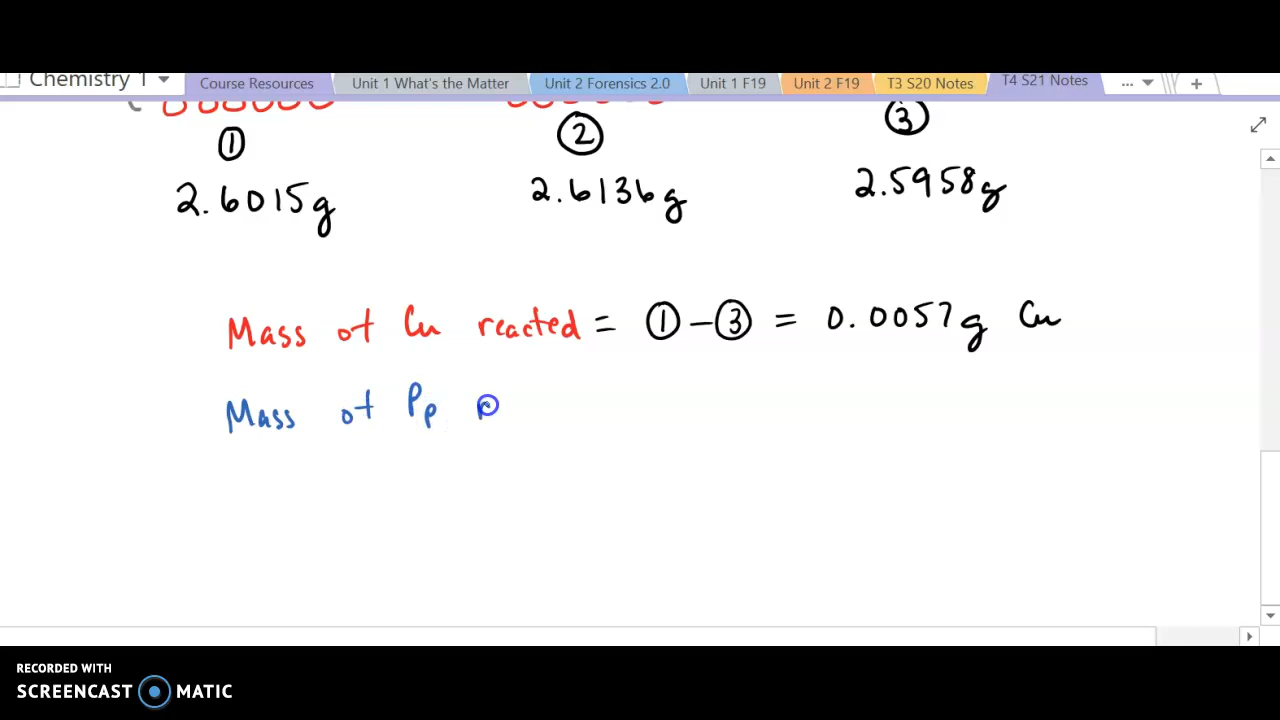 Chemistry 1
Course Resources
Unit 1 What's the Matter
Unit 2 Forensics 2.0
Unit 1 F19
Unit 2 F19
T3 S20 Notes
T4 S21 Notes
...
+
① ② ③
2.6015g 2.6136g 2.5958g
Mass of Cu reacted = ① - ③ = 0.0057g Cu
Mass of Pp
RECORDED WITH
SCREENCAST MATIC